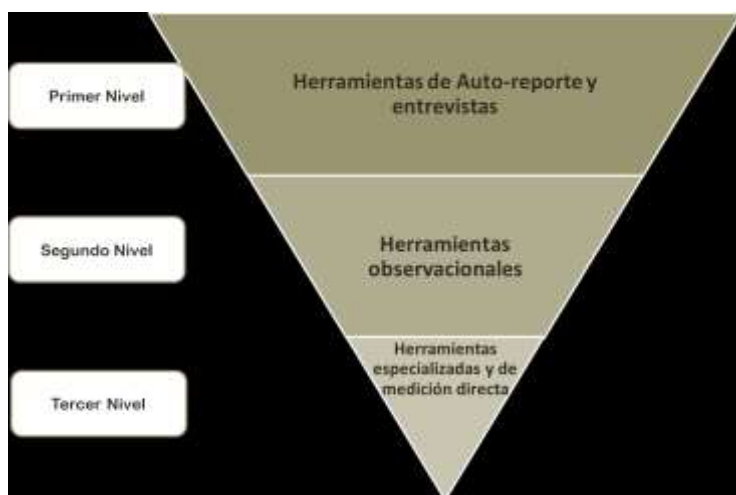 Primer Nivel
Herramientas de Auto-reporte y
entrevistas
Segundo Nivel
Herramientas
observacionales
Tercer Nivel
Herramientas
especializadas y de
medición directa